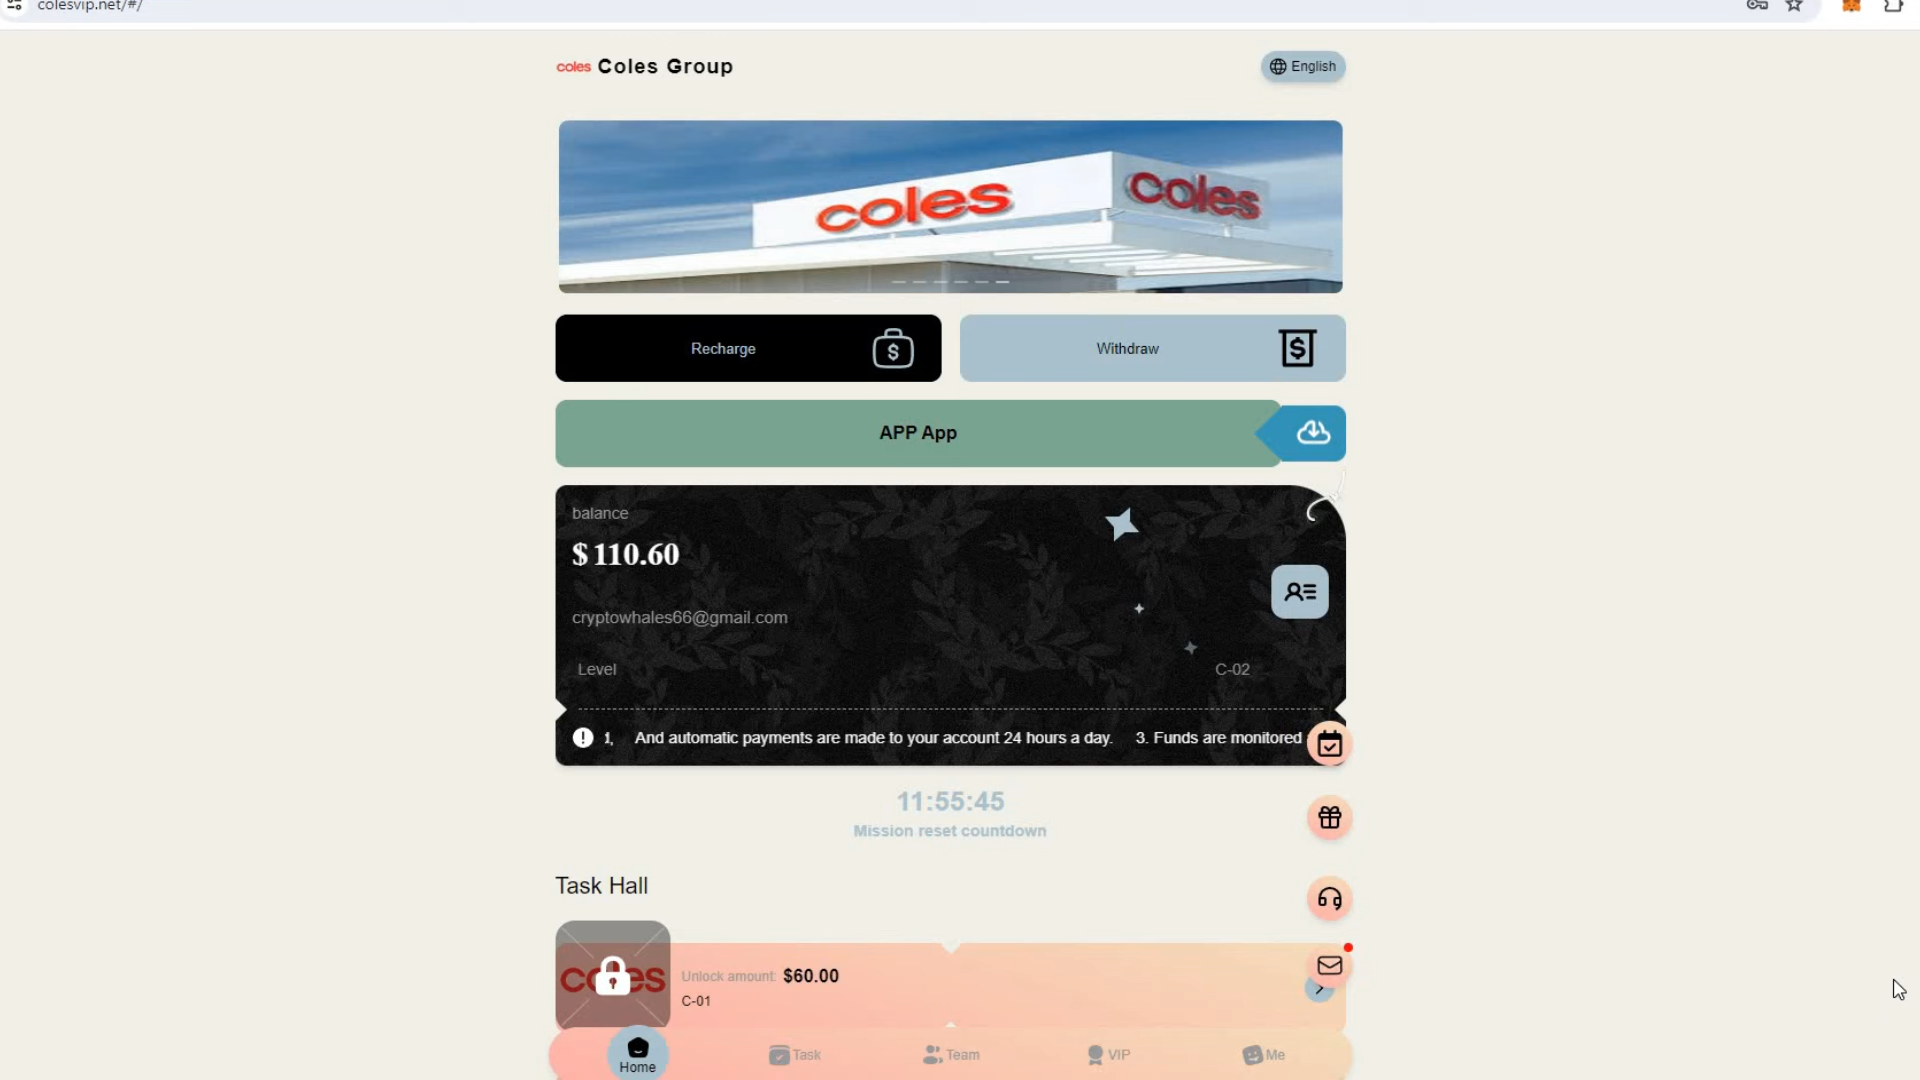 colesvip.net/#/
coles Coles Group
English
coles
coles
Recharge
$
Withdraw
$
APP App
balance
$110.60
cryptowhales66@gmail.com
Level
C-02
1, And automatic payments are made to your account 24 hours a day. 3. Funds are monitored
11:55:45
Mission reset countdown
Task Hall
Unlock amount: $60.00
C-01
Home
Task
Team
VIP
Me